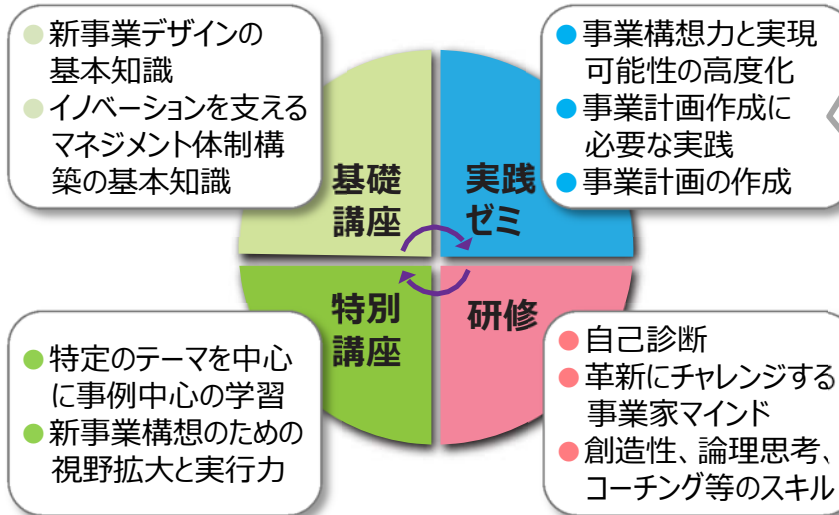 新事業デザインの
基本知識
イノベーションを支える
マネジメント体制構
築の基本知識
基礎
講座
事業構想力と実現
可能性の高度化
事業計画作成に
必要な実践
事業計画の作成
実践
ゼミ
特定のテーマを中心
に事例中心の学習
新事業構想のための
視野拡大と実行力
特別
講座
研修
自己診断
革新にチャレンジする
事業家マインド
創造性、論理思考、
コーチング等のスキル